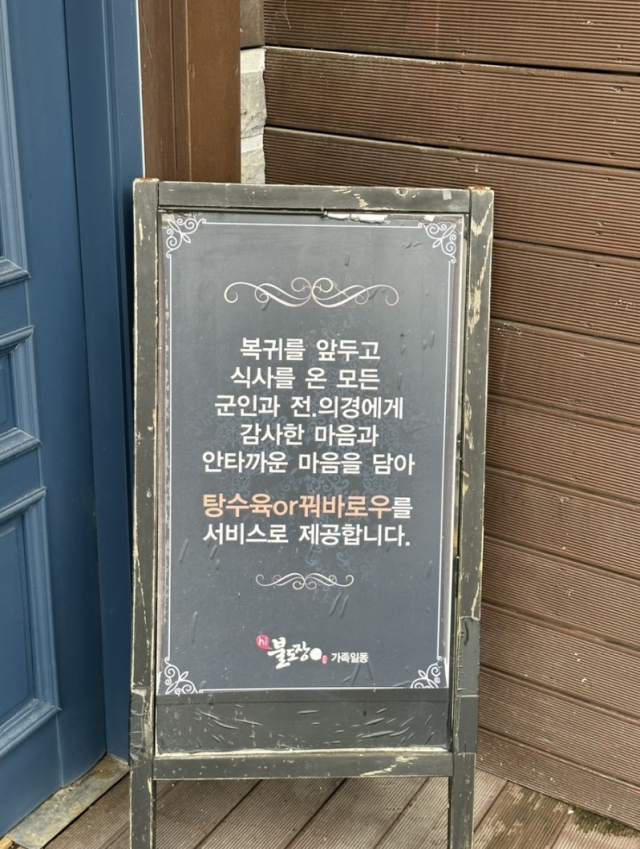 복귀를 앞두고
식사를 온 모든
군인과 전.의경에게
감사한 마음과
안타까운 마음을 담아
탕수육or꿔바로우를
서비스로 제공합니다.
hi 불도장 가족일동